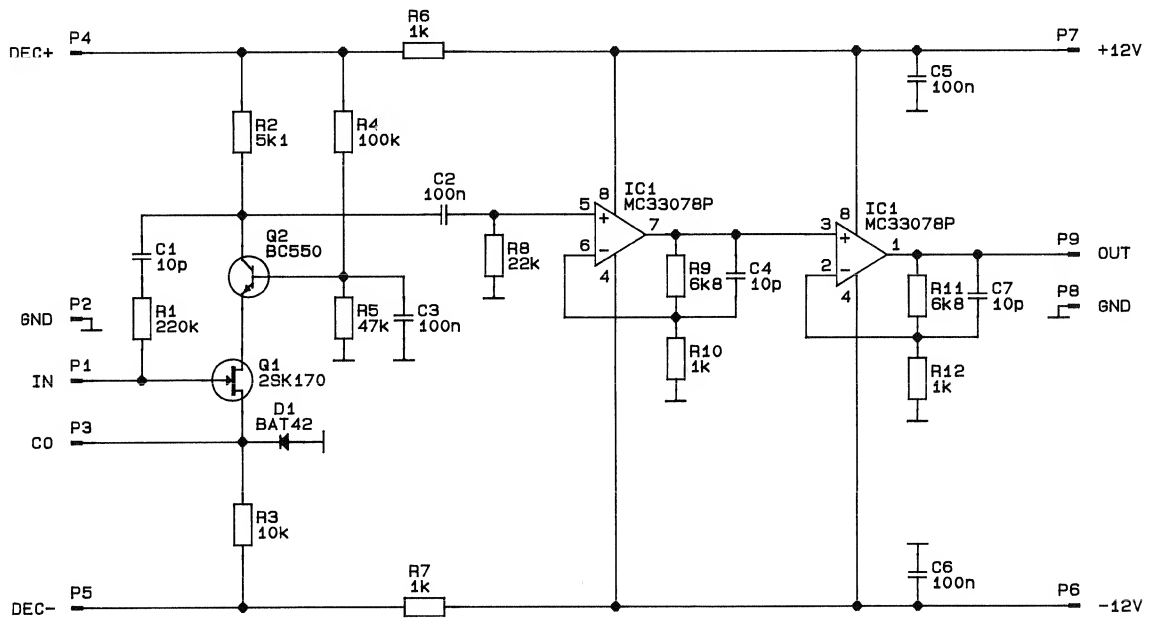 R6
1k
DEC+ P4
P7 +12V
C5
100n
R2
5k1
R4
100k
C2
100n
IC1
MC33078P
8
5
+
7
6
-
4
IC1
MC33078P
8
3
+
1
2
-
4
P9 OUT
C1
10p
Q2
BC550
R8
22k
R9
6k8
C4
10p
R11
6k8
C7
10p
P8 GND
P2
GND
R1
220k
R5
47k
C3
100n
R10
1k
R12
1k
P1
IN
Q1
2SK170
D1
BAT42
P3
CO
R3
10k
C6
100n
R7
1k
P5
DEC-
P6
-12V